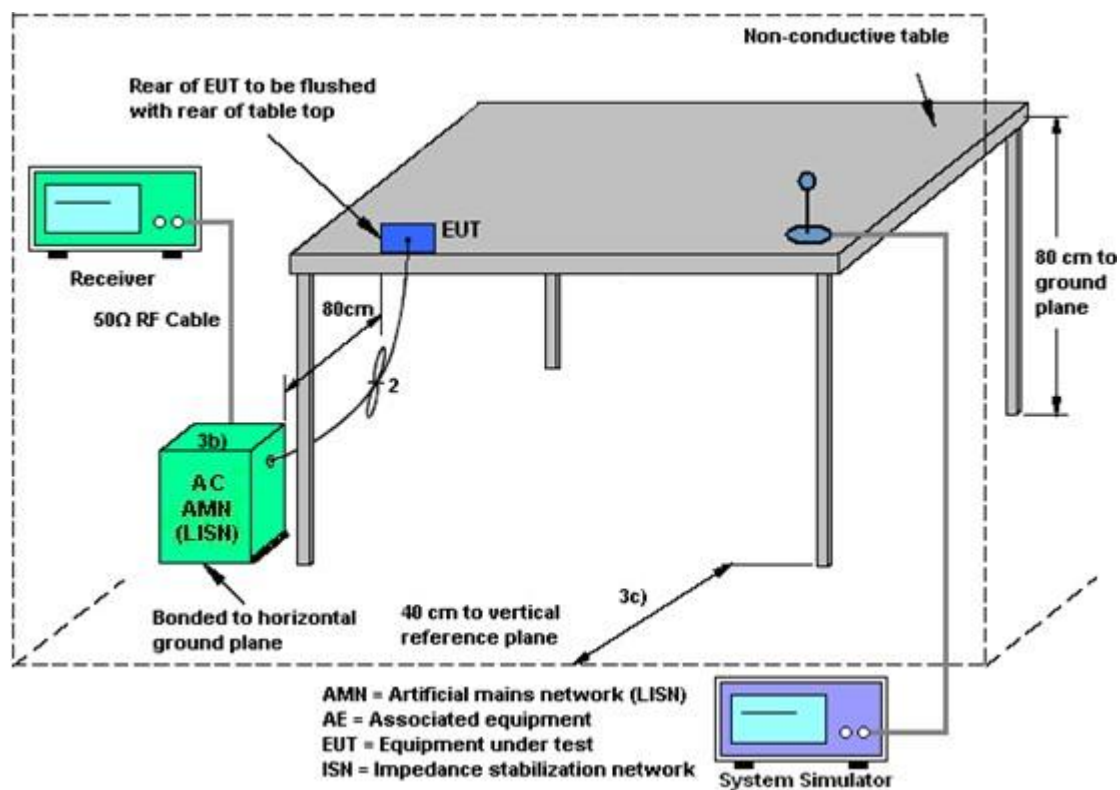 Non-conductive table
Rear of EUT to be flushed
with rear of table top
EUT
Receiver
80 cm to
ground
plane
80cm
50Ω RF Cable
2
3b)
AC
AMN
(LISN)
3c)
40 cm to vertical
reference plane
Bonded to horizontal
ground plane
AMN = Artificial mains network (LISN)
AE = Associated equipment
EUT = Equipment under test
ISN = Impedance stabilization network
System Simulator